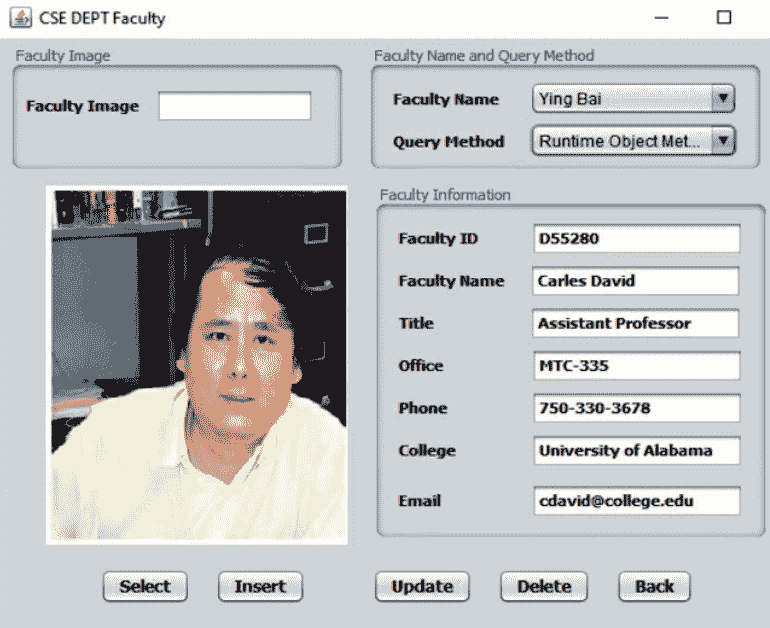 CSE DEPT Faculty
Faculty Image
Faculty Image
Faculty Name and Query Method
Faculty Name Ying Bai
Query Method Runtime Object Met...
Faculty Information
Faculty ID D55280
Faculty Name Carles David
Title Assistant Professor
Office MTC-335
Phone 750-330-3678
College University of Alabama
Email cdavid@college.edu
Select Insert Update Delete Back